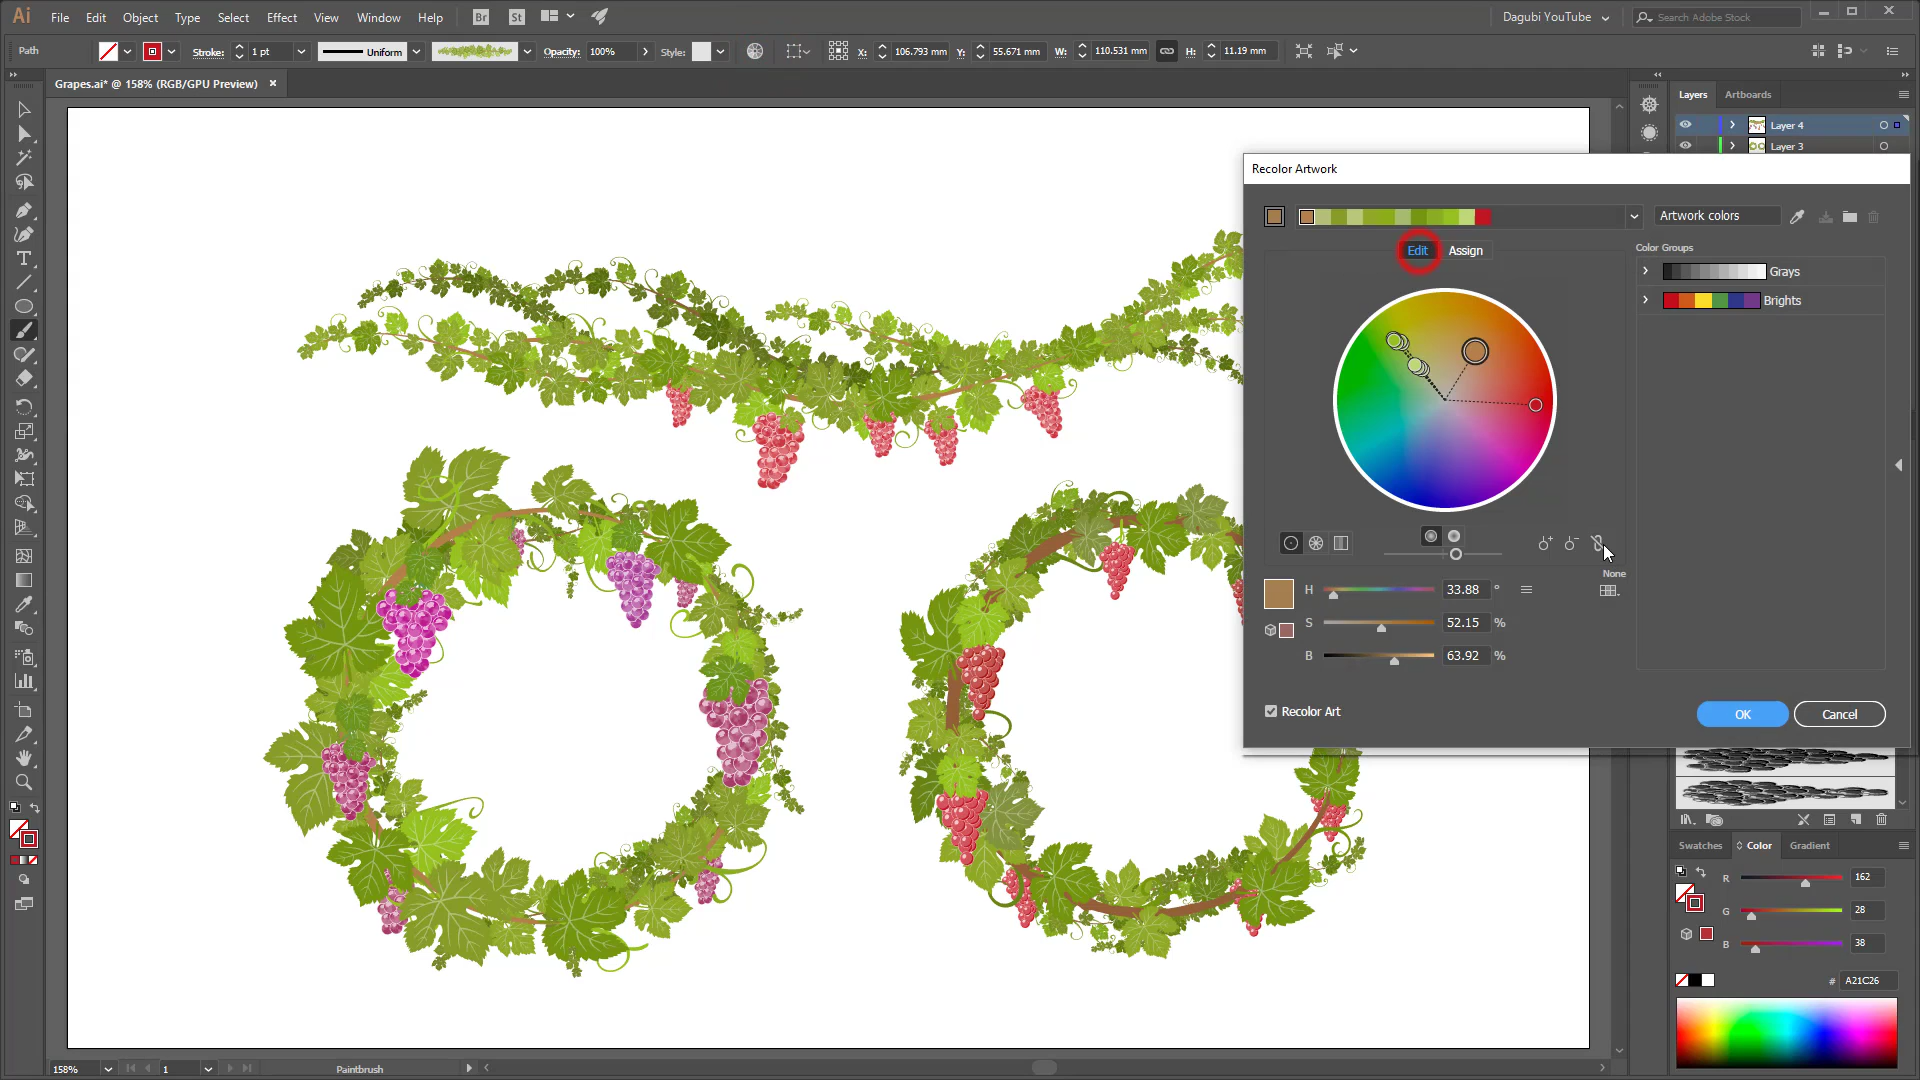 Ai File Edit Object Type Select Effect View Window Help Br St Dagubi YouTube Search Adobe Stock
Path Stroke: 1 pt Uniform Opacity: 100% Style: X: 106.793 mm Y: 55.671 mm W: 110.531 mm H: 11.19 mm
Grapes.ai* @ 158% (RGB/GPU Preview)
Layers Artboards
Layer 4
Layer 3
Recolor Artwork
Artwork colors
Edit Assign
Color Groups
Grays
Brights
None
H 33.88 °
S 52.15 %
B 63.92 %
Recolor Art
OK Cancel
Swatches Color Gradient
R 162
G 28
B 38
# A21C26
158% 1 Paintbrush